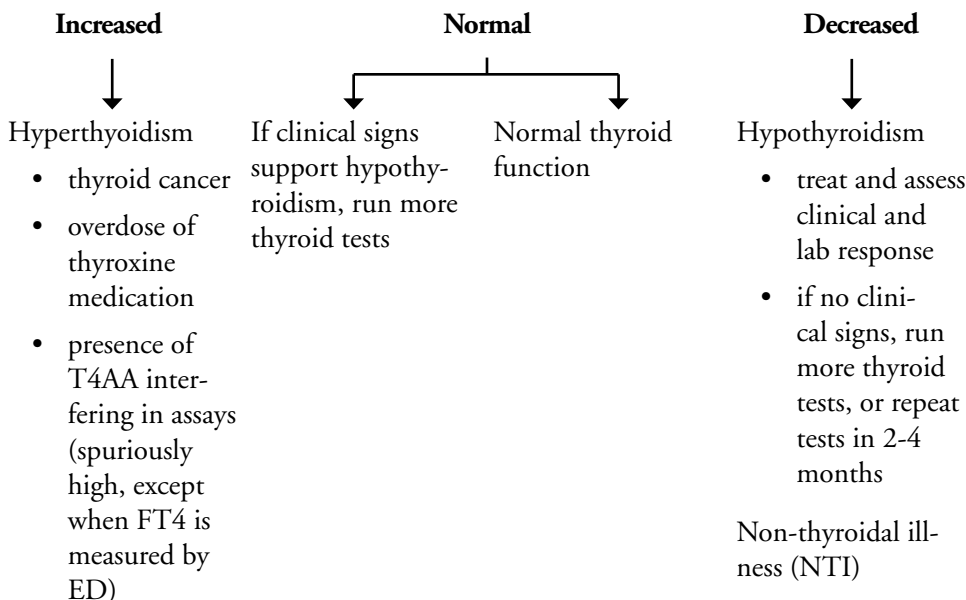 Increased
Normal
Decreased
Hyperthyoidism
• thyroid cancer
• overdose of
thyroxine
medication
• presence of
T4AA inter-
fering in assays
(spuriously
high, except
when FT4 is
measured by
ED)
If clinical signs
support hypothy-
roidism, run more
thyroid tests
Normal thyroid
function
Hypothyroidism
• treat and assess
clinical and
lab response
• if no clini-
cal signs, run
more thyroid
tests, or repeat
tests in 2-4
months
Non-thyroidal ill-
ness (NTI)